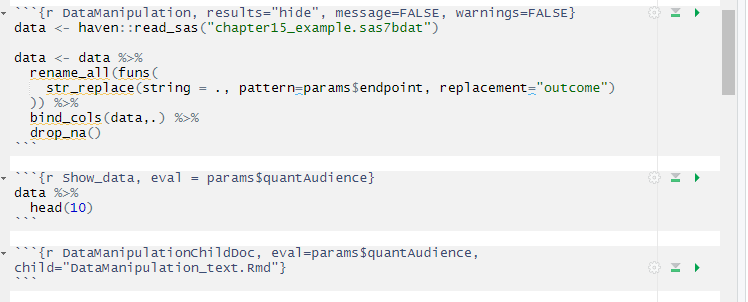 ```{r DataManipulation, results="hide", message=FALSE, warnings=FALSE}
data <- haven::read_sas("chapter15_example.sas7bdat")
data <- data %>%
rename_all(funs(
str_replace(string = ., pattern=params$endpoint, replacement="outcome")
)) %>%
bind_cols(data,.) %>%
drop_na()
```
```{r Show_data, eval = params$quantAudience}
data %>%
head(10)
```
```{r DataManipulationChildDoc, eval=params$quantAudience,
child="DataManipulation_text.Rmd"}
```